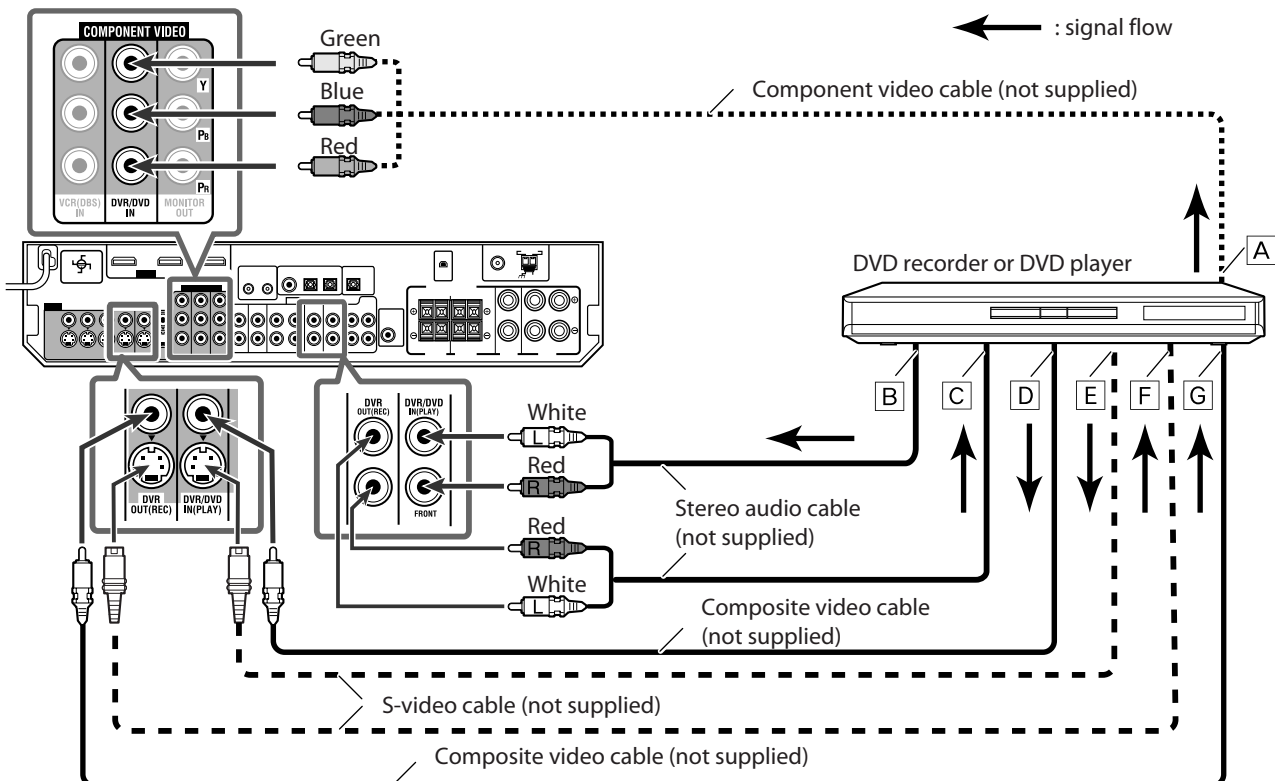 COMPONENT VIDEO
Y
PB
PR
VCR(DBS) IN
DVR/DVD IN
MONITOR OUT
Green
Blue
Red
: signal flow
Component video cable (not supplied)
A
DVD recorder or DVD player
B
C
D
E
F
G
DVR OUT(REC)
DVR/DVD IN(PLAY)
DVR OUT(REC)
DVR/DVD IN(PLAY)
FRONT
White
L
Red
R
Stereo audio cable
(not supplied)
Red
R
White
L
Composite video cable
(not supplied)
S-video cable (not supplied)
Composite video cable (not supplied)